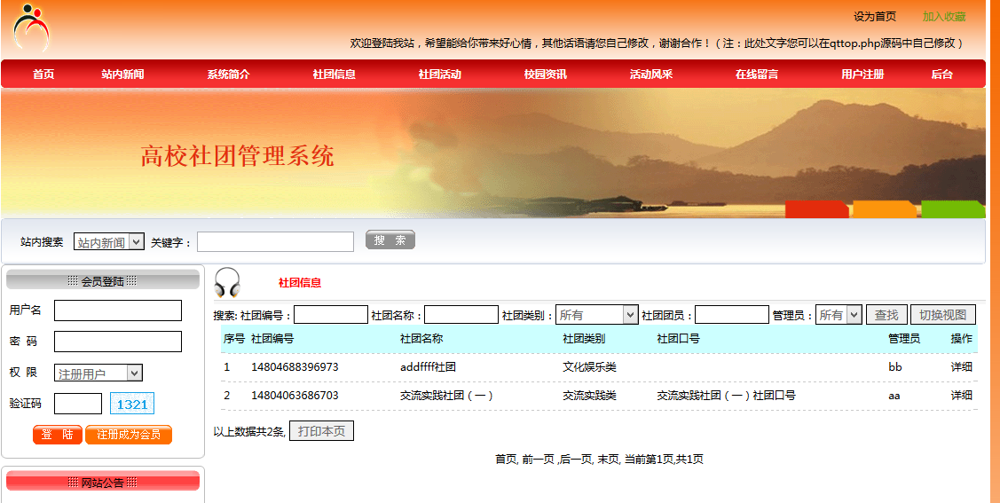 设为首页 加入收藏
欢迎登陆我站，希望能给你带来好心情，其他话语请您自己修改，谢谢合作！（注：此处文字您可以在qttop.php源码中自己修改）
首页 站内新闻 系统简介 社团信息 社团活动 校园资讯 活动风采 在线留言 用户注册 后台
高校社团管理系统
站内搜索 站内新闻 关键字： 搜 索
会员登陆
用户名
密 码
权 限 注册用户
验证码 1321
登 陆 注册成为会员
网站公告
社团信息
搜索: 社团编号： 社团名称： 社团类别： 所有 社团团员： 管理员： 所有 查找 切换视图
序号 社团编号 社团名称 社团类别 社团口号 管理员 操作
1 14804688396973 addffff社团 文化娱乐类 bb 详细
2 14804063686703 交流实践社团（一） 交流实践类 交流实践社团（一）社团口号 aa 详细
以上数据共2条, 打印本页
首页, 前一页 ,后一页, 末页, 当前第1页,共1页